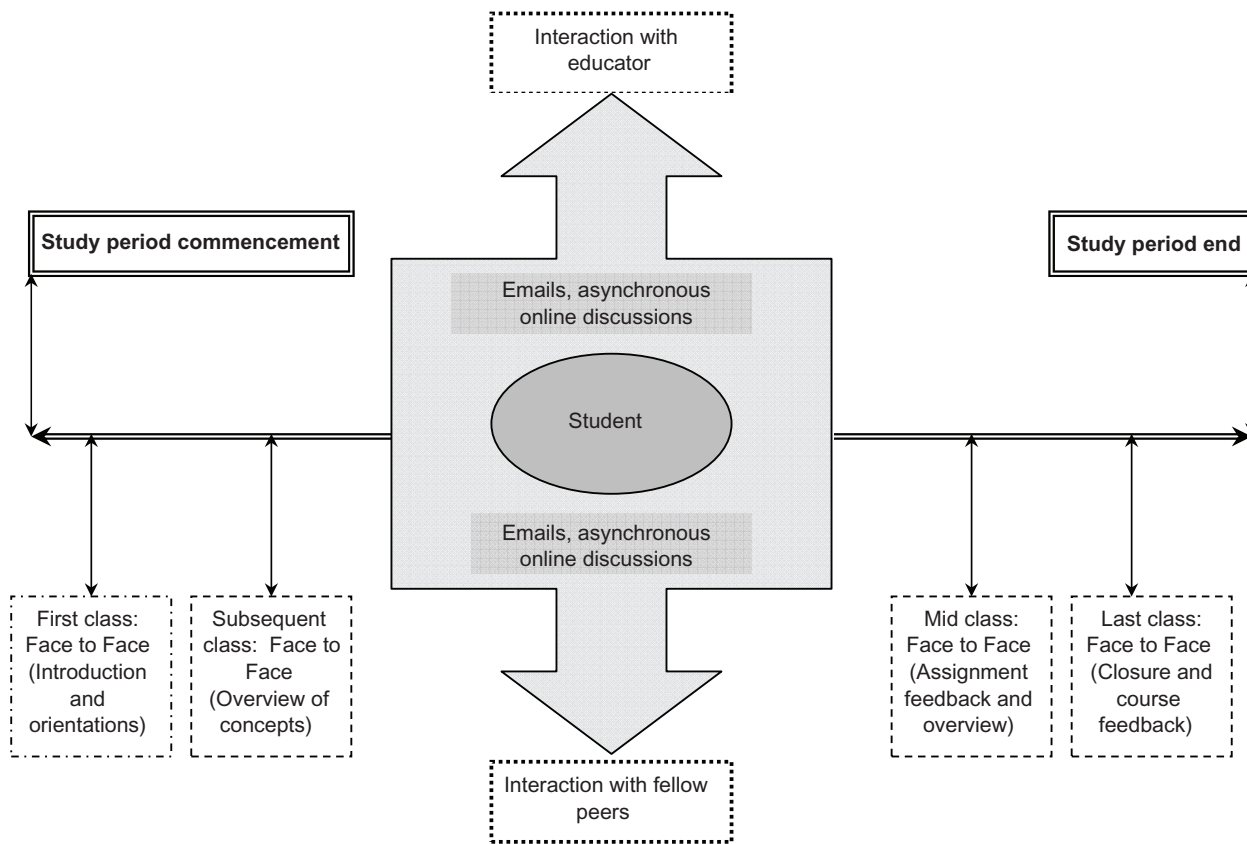 Interaction with
educator
Study period commencement
Study period end
Emails, asynchronous
online discussions
Student
Emails, asynchronous
online discussions
First class:
Face to Face
(Introduction
and
orientations)
Subsequent
class:  Face to
Face
(Overview of
concepts)
Mid class:
Face to Face
(Assignment
feedback and
overview)
Last class:
Face to Face
(Closure and
course
feedback)
Interaction with fellow
peers